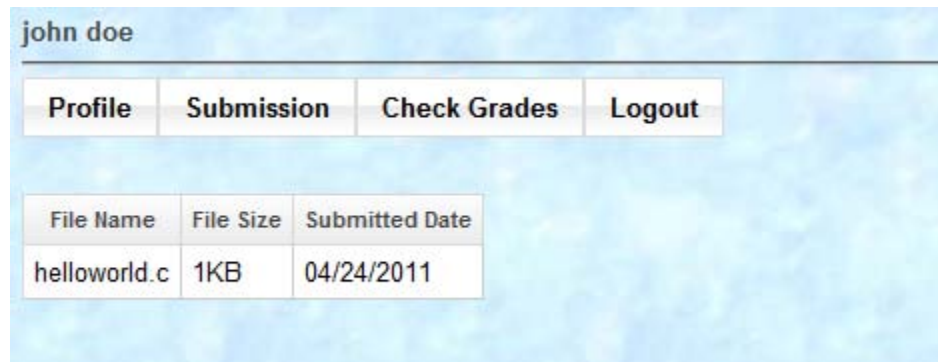 john doe
Profile Submission Check Grades Logout
File Name File Size Submitted Date
helloworld.c 1KB 04/24/2011